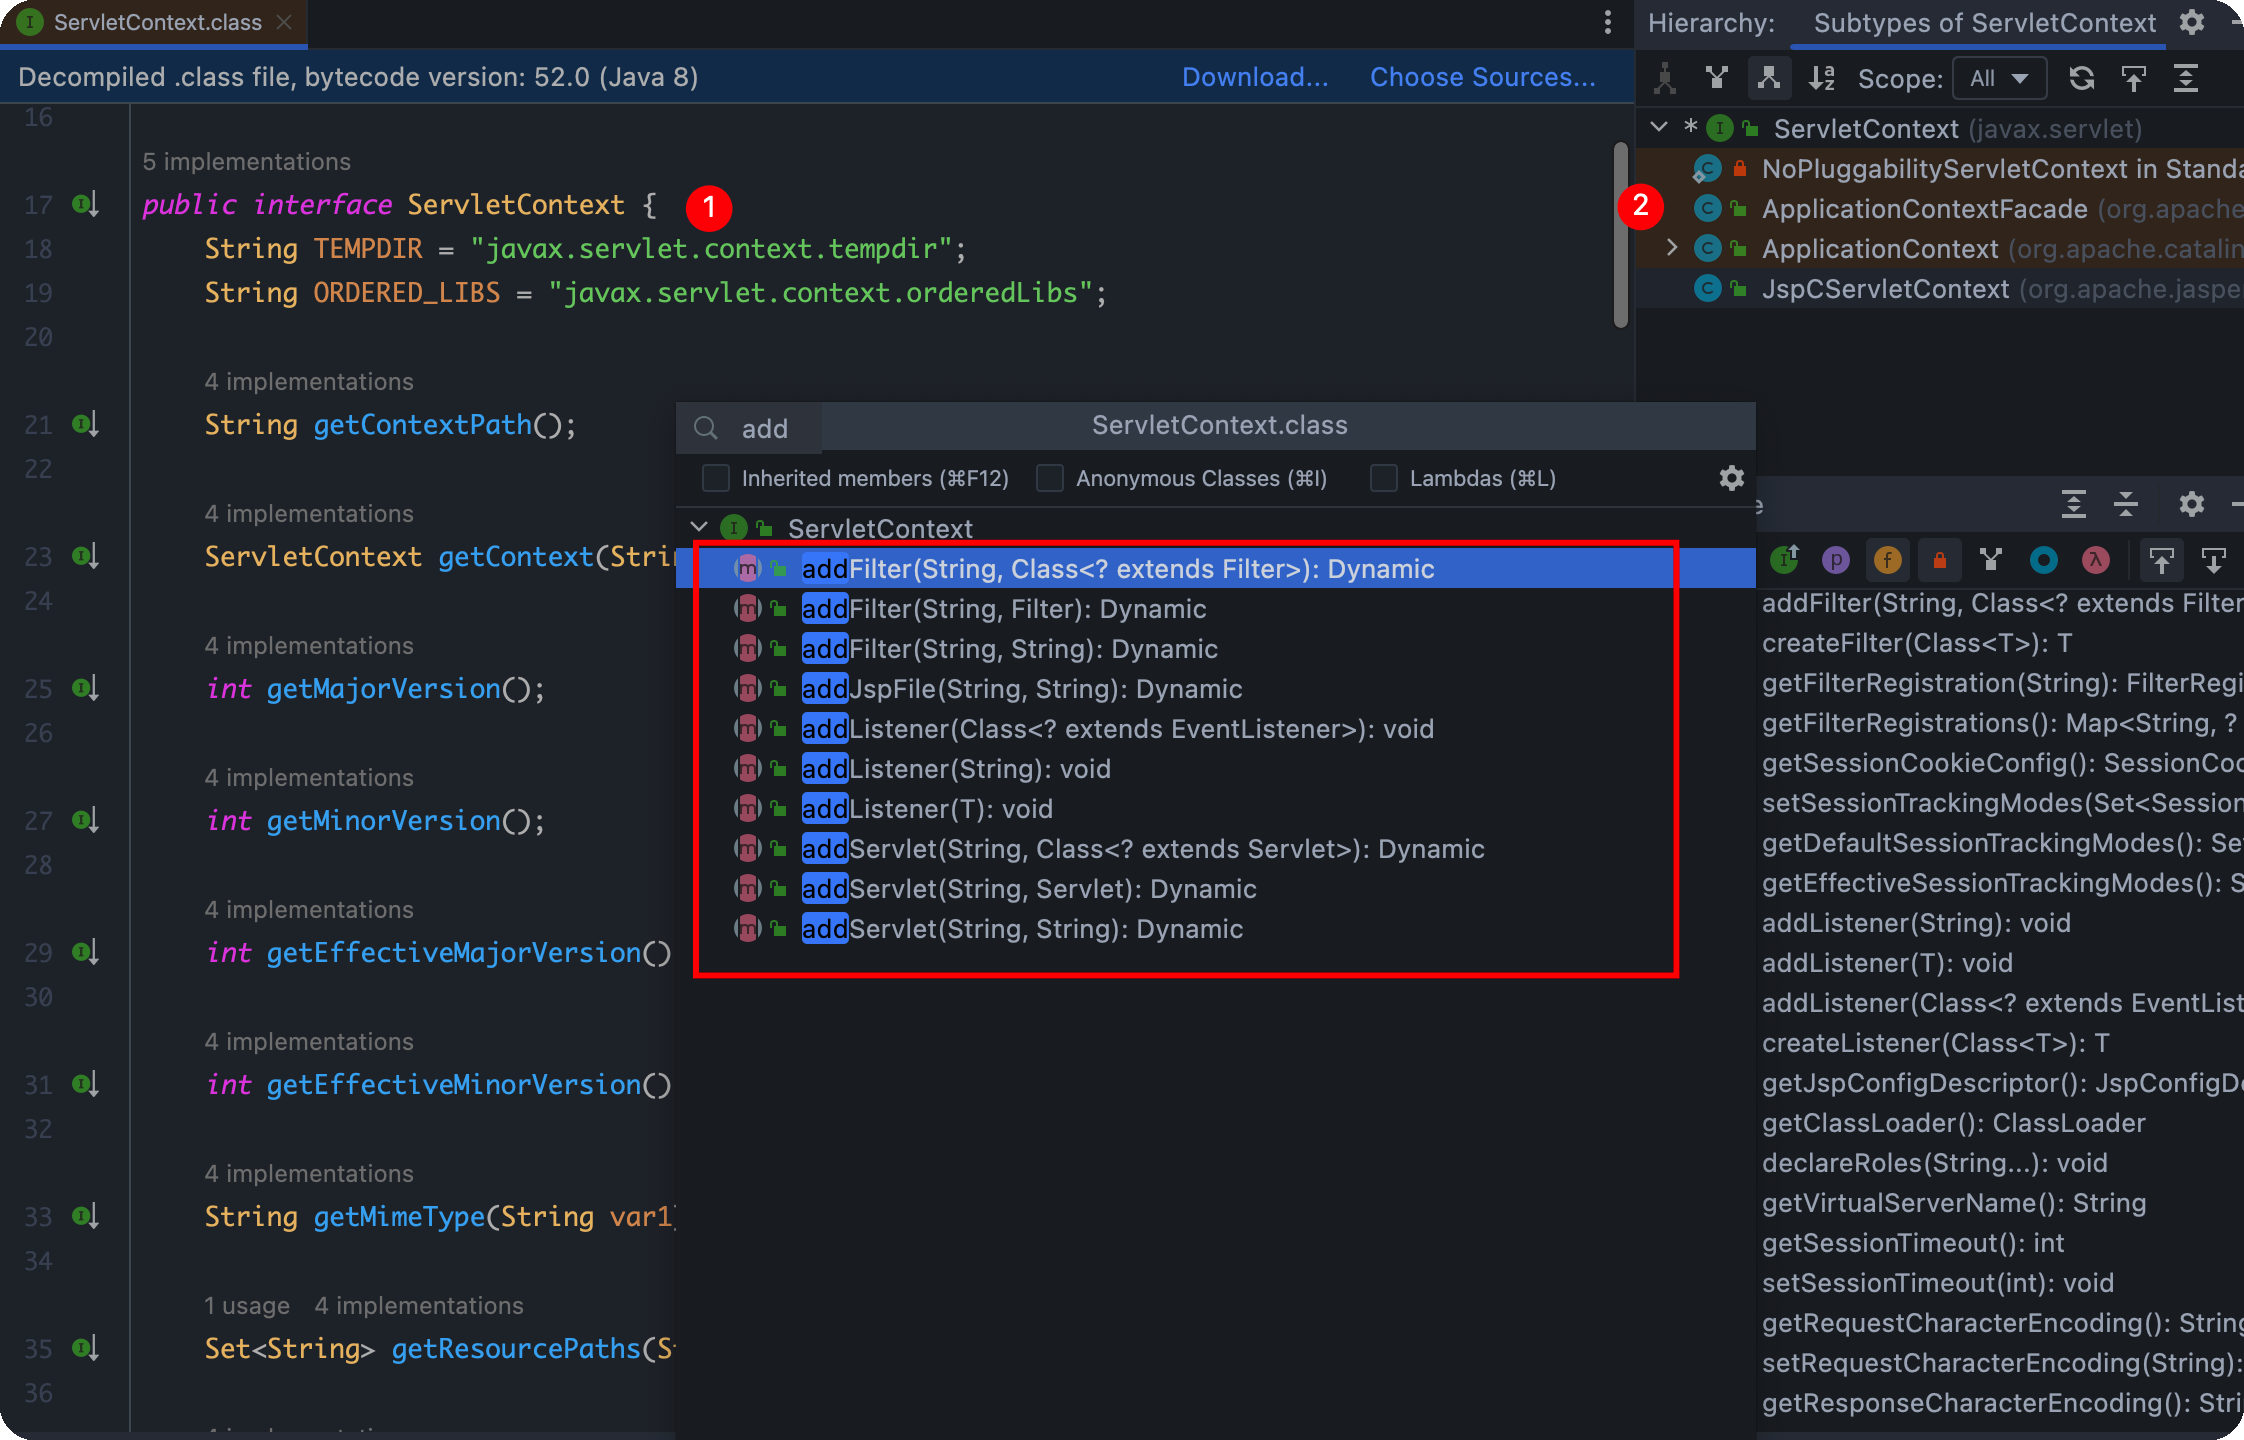 ServletContext.class
Decompiled .class file, bytecode version: 52.0 (Java 8) Download... Choose Sources...
16
5 implementations
17 public interface ServletContext { 1
18 String TEMPDIR = "javax.servlet.context.tempdir";
19 String ORDERED_LIBS = "javax.servlet.context.orderedLibs";
20
4 implementations
21 String getContextPath();
22
4 implementations
23 ServletContext getContext(Strin
24
4 implementations
25 int getMajorVersion();
26
4 implementations
27 int getMinorVersion();
28
4 implementations
29 int getEffectiveMajorVersion()
30
4 implementations
31 int getEffectiveMinorVersion()
32
4 implementations
33 String getMimeType(String var1
34
1 usage 4 implementations
35 Set<String> getResourcePaths(S
36
add ServletContext.class
Inherited members (⌘F12) Anonymous Classes (⌘I) Lambdas (⌘L)
ServletContext
addFilter(String, Class<? extends Filter>): Dynamic
addFilter(String, Filter): Dynamic
addFilter(String, String): Dynamic
addJspFile(String, String): Dynamic
addListener(Class<? extends EventListener>): void
addListener(String): void
addListener(T): void
addServlet(String, Class<? extends Servlet>): Dynamic
addServlet(String, Servlet): Dynamic
addServlet(String, String): Dynamic
Hierarchy: Subtypes of ServletContext
Scope: All
* ServletContext (javax.servlet)
NoPluggabilityServletContext in Standa
2 ApplicationContextFacade (org.apache
ApplicationContext (org.apache.catalin
JspCServletContext (org.apache.jaspe
e
addFilter(String, Class<? extends Filter
createFilter(Class<T>): T
getFilterRegistration(String): FilterRegi
getFilterRegistrations(): Map<String, ?
getSessionCookieConfig(): SessionCoo
setSessionTrackingModes(Set<Session
getDefaultSessionTrackingModes(): Se
getEffectiveSessionTrackingModes(): S
addListener(String): void
addListener(T): void
addListener(Class<? extends EventList
createListener(Class<T>): T
getJspConfigDescriptor(): JspConfigDe
getClassLoader(): ClassLoader
declareRoles(String...): void
getVirtualServerName(): String
getSessionTimeout(): int
setSessionTimeout(int): void
getRequestCharacterEncoding(): String
setRequestCharacterEncoding(String):
getResponseCharacterEncoding(): Stri